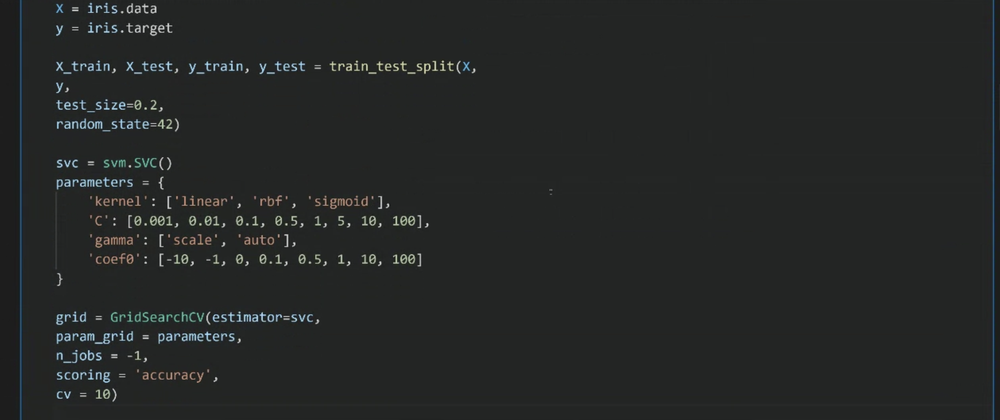 X = iris.data
y = iris.target
X_train, X_test, y_train, y_test = train_test_split(X,
y,
test_size=0.2,
random_state=42)
svc = svm.SVC()
parameters = {
    'kernel': ['linear', 'rbf', 'sigmoid'],
    'C': [0.001, 0.01, 0.1, 0.5, 1, 5, 10, 100],
    'gamma': ['scale', 'auto'],
    'coef0': [-10, -1, 0, 0.1, 0.5, 1, 10, 100]
}
grid = GridSearchCV(estimator=svc,
param_grid = parameters,
n_jobs = -1,
scoring = 'accuracy',
cv = 10)